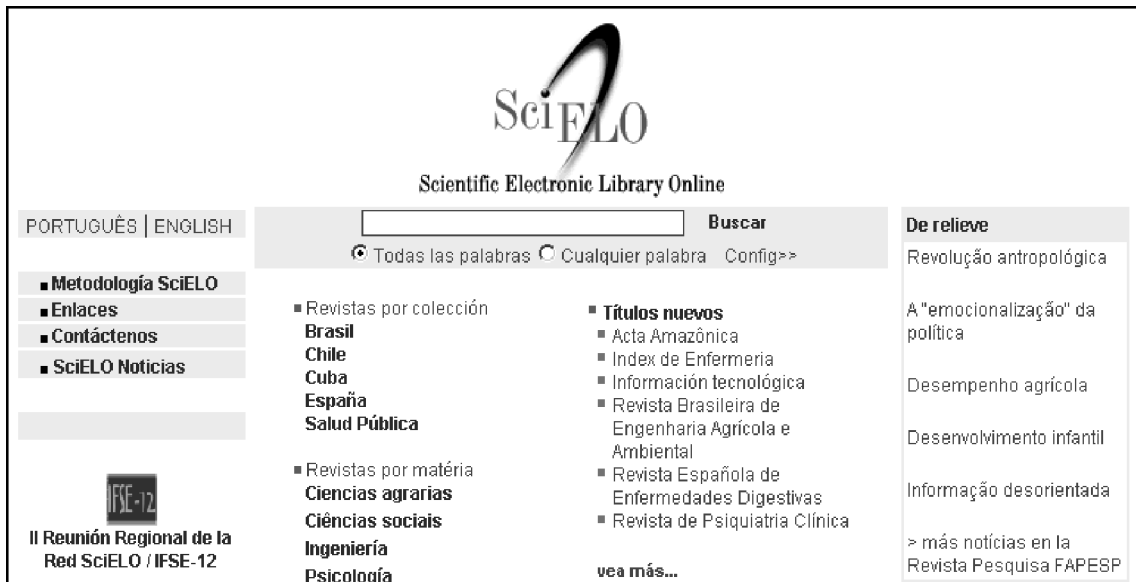 SciELO
Scientific Electronic Library Online
PORTUGUÊS | ENGLISH
Metodología SciELO
Enlaces
Contáctenos
SciELO Noticias
IFSE-12
II Reunión Regional de la
Red SciELO / IFSE-12
Buscar
Todas las palabras Cualquier palabra Config>>
Revistas por colección
Brasil
Chile
Cuba
España
Salud Pública
Revistas por matéria
Ciencias agrarias
Ciências sociais
Ingeniería
Psicología
Títulos nuevos
Acta Amazônica
Index de Enfermeria
Información tecnológica
Revista Brasileira de
Engenharia Agrícola e
Ambiental
Revista Española de
Enfermedades Digestivas
Revista de Psiquiatria Clínica
vea más...
De relieve
Revolução antropológica
A "emocionalização" da
política
Desempenho agrícola
Desenvolvimento infantil
Informação desorientada
> más notícias en la
Revista Pesquisa FAPESP